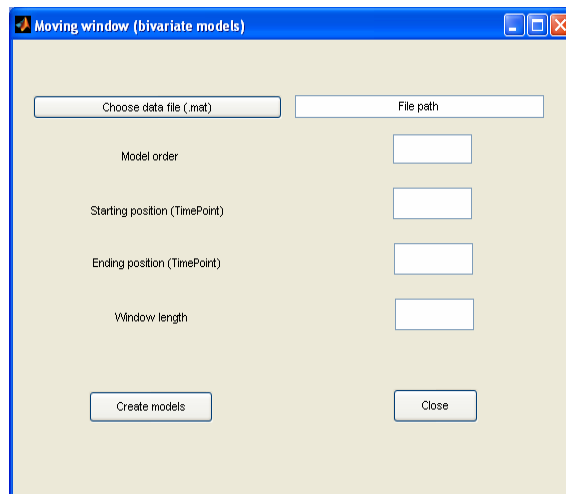 Moving window (bivariate models)
Choose data file (.mat) File path
Model order
Starting position (TimePoint)
Ending position (TimePoint)
Window length
Create models Close